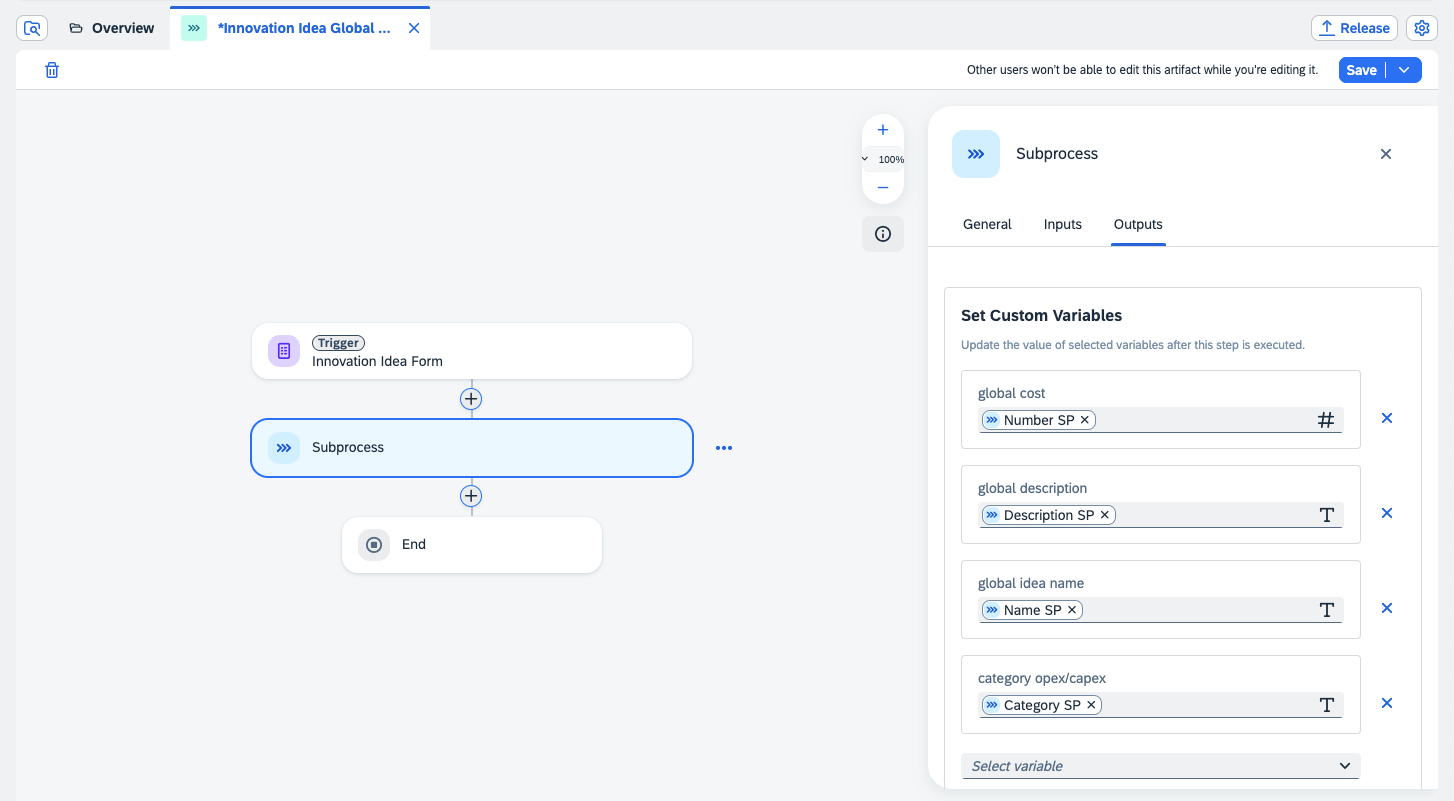 Overview
*Innovation Idea Global ...
Release
Other users won't be able to edit this artifact while you're editing it.
Save
100%
Trigger
Innovation Idea Form
Subprocess
End
Subprocess
General
Inputs
Outputs
Set Custom Variables
Update the value of selected variables after this step is executed.
global cost
Number SP
global description
Description SP
global idea name
Name SP
category opex/capex
Category SP
Select variable